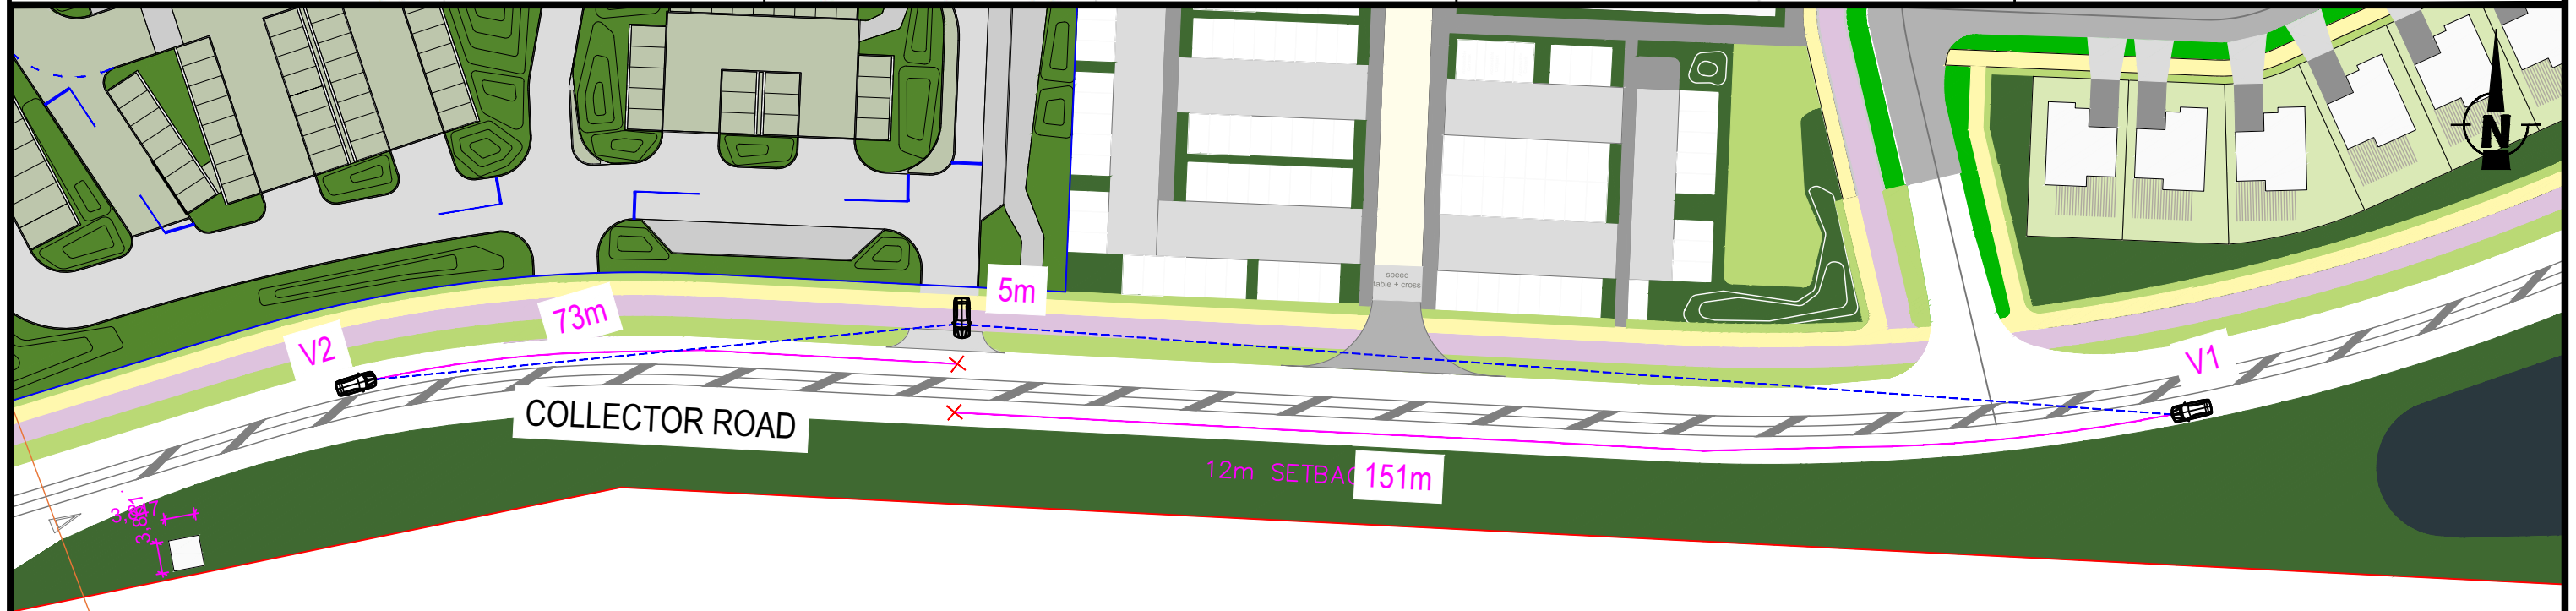 N
speed
table + cross
5m
73m
V2
V1
COLLECTOR ROAD
12m SETBAC
151m